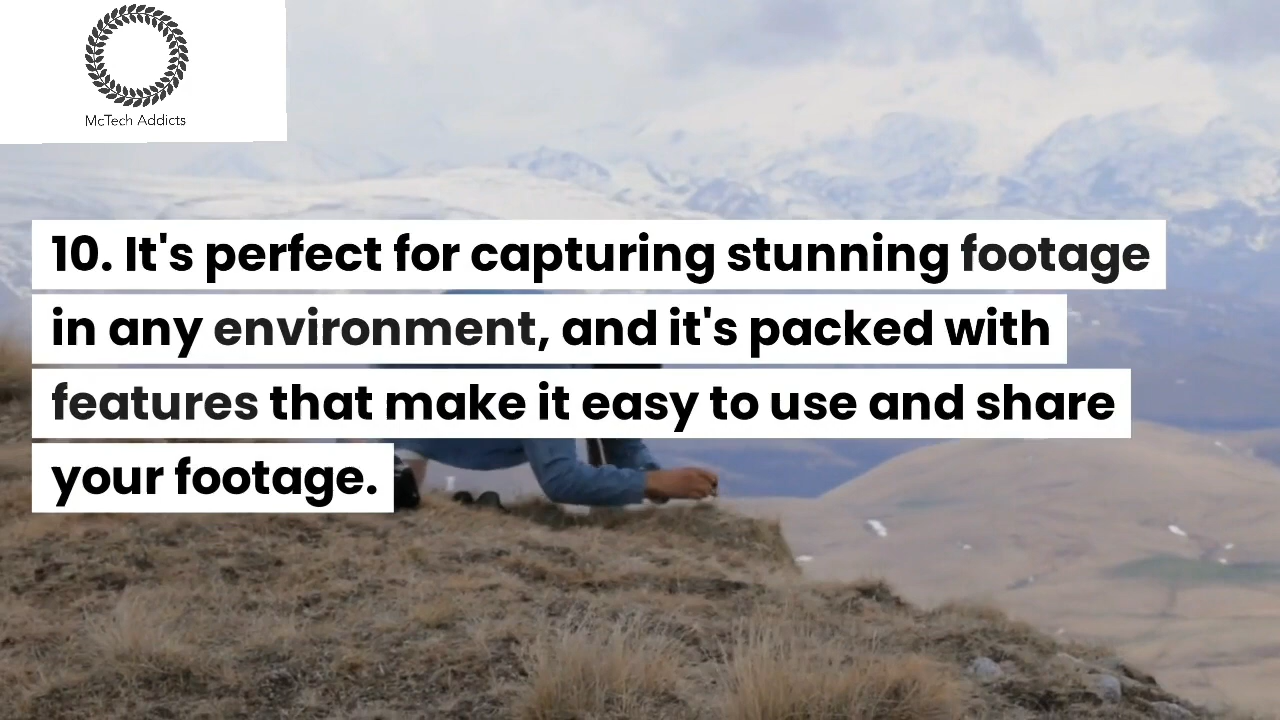 McTech Addicts
10. It's perfect for capturing stunning footage
in any environment, and it's packed with
features that make it easy to use and share
your footage.